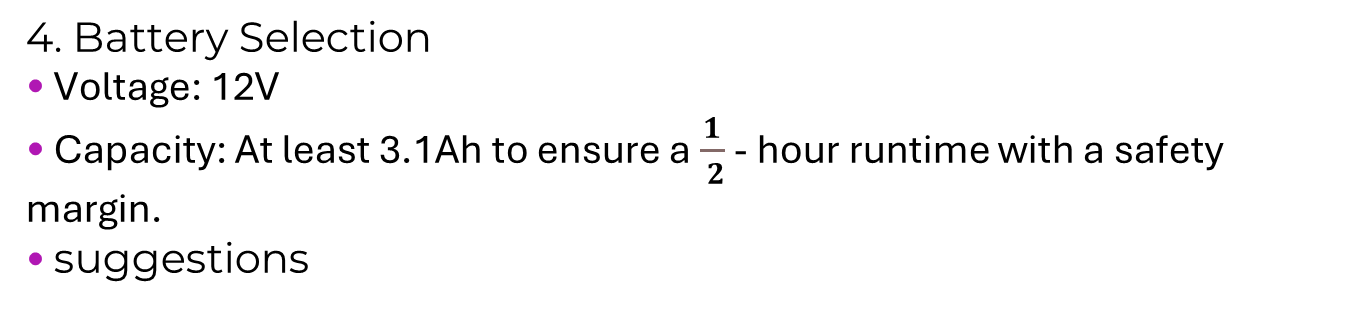 4. Battery Selection
• Voltage: 12V
• Capacity: At least 3.1Ah to ensure a 1/2 - hour runtime with a safety
margin.
• suggestions